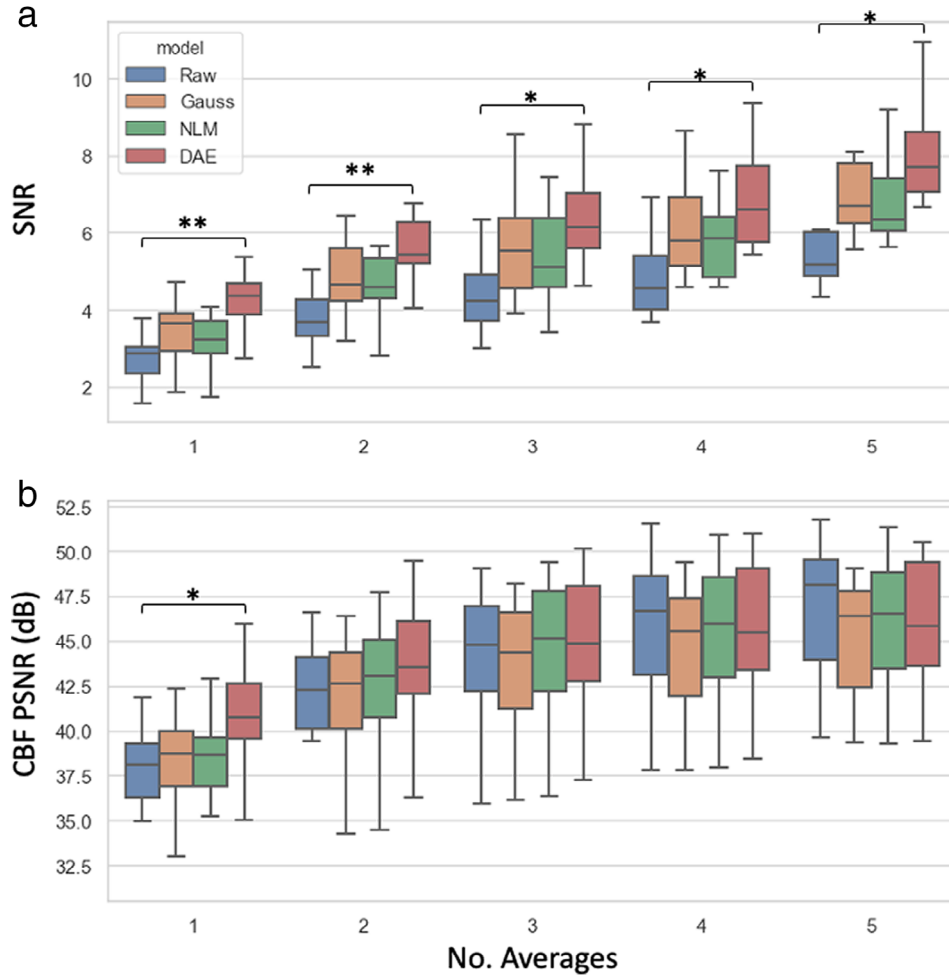 a
model
Raw
Gauss
NLM
DAE
SNR
10
8
6
4
2
**
**
*
*
*
1 2 3 4 5
b
CBF PSNR (dB)
52.5
50.0
47.5
45.0
42.5
40.0
37.5
35.0
32.5
*
1 2 3 4 5
No. Averages